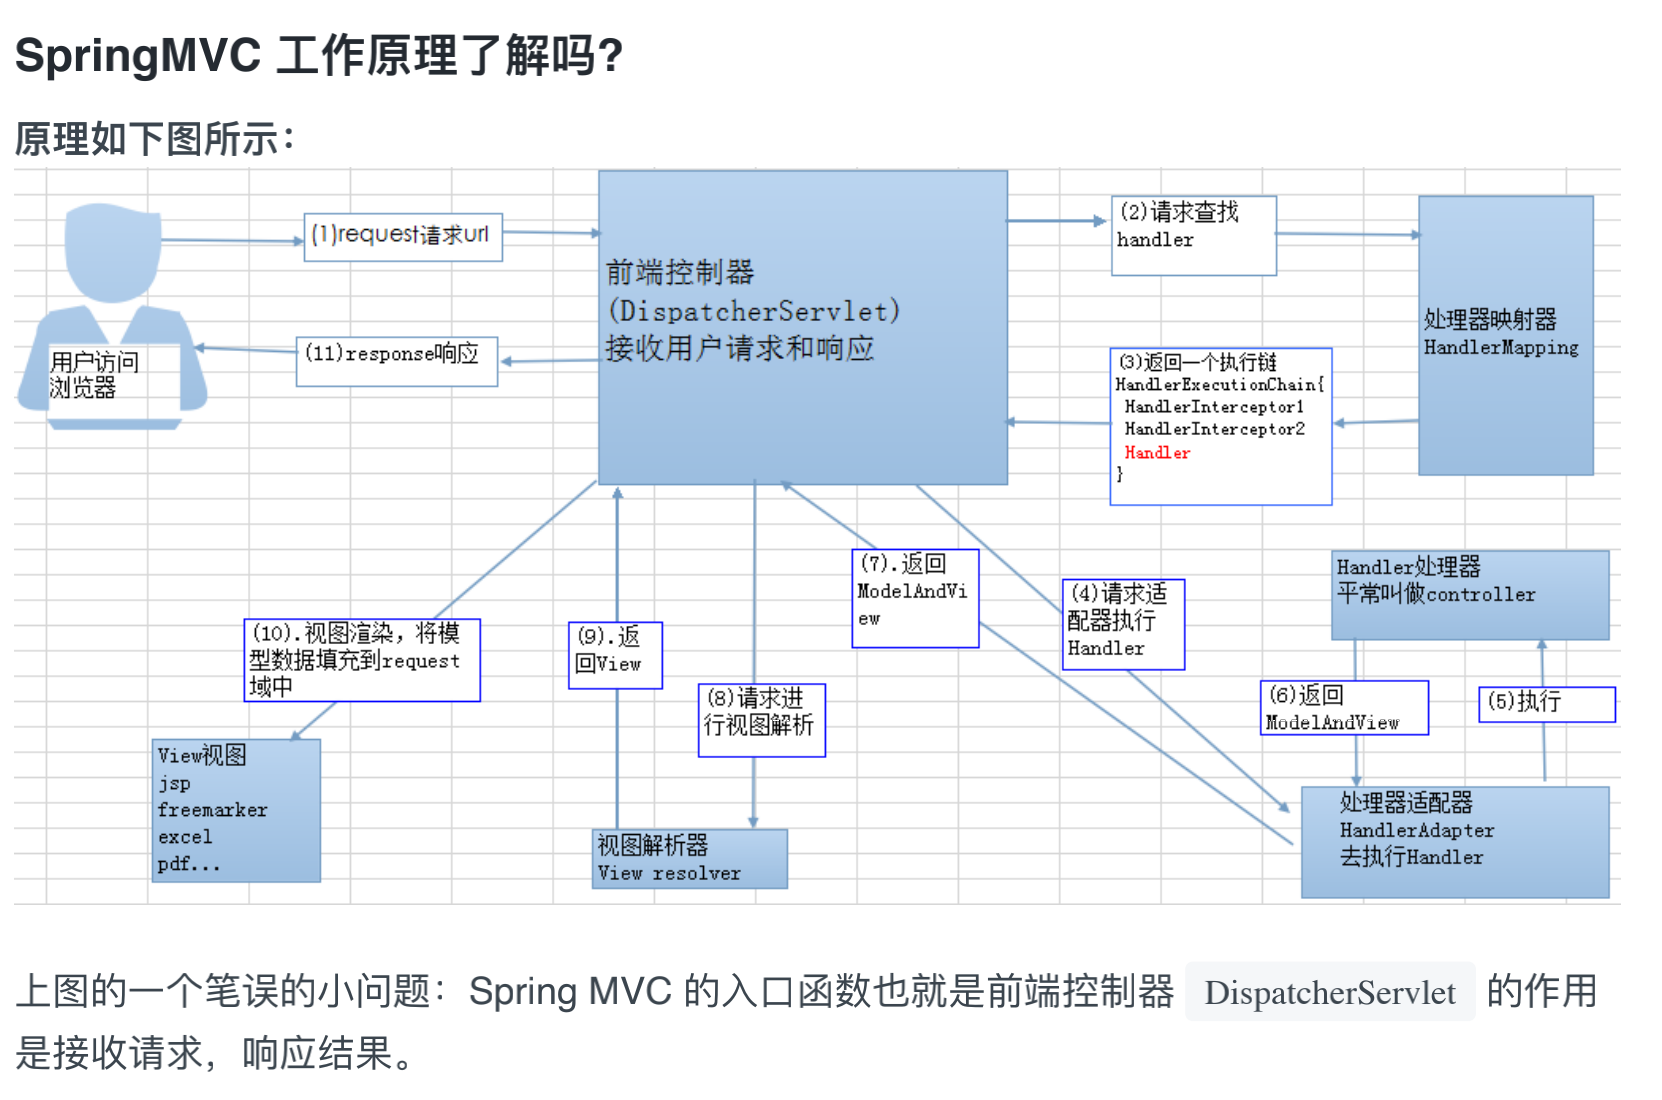 SpringMVC 工作原理了解吗?
原理如下图所示：
(1)request请求url
前端控制器
(DispatcherServlet)
接收用户请求和响应
(2)请求查找
handler
处理器映射器
HandlerMapping
用户访问
浏览器
(11)response响应
(3)返回一个执行链
HandlerExecutionChain{
HandlerInterceptor1
HandlerInterceptor2
Handler
}
(7).返回
ModelAndVi
ew
(4)请求适
配器执行
Handler
Handler处理器
平常叫做controller
(10).视图渲染，将模
型数据填充到request
域中
(9).返
回View
(8)请求进
行视图解析
(6)返回
ModelAndView
(5)执行
View视图
jsp
freemarker
excel
pdf...
视图解析器
View resolver
处理器适配器
HandlerAdapter
去执行Handler
上图的一个笔误的小问题：Spring MVC 的入口函数也就是前端控制器 DispatcherServlet 的作用
是接收请求，响应结果。